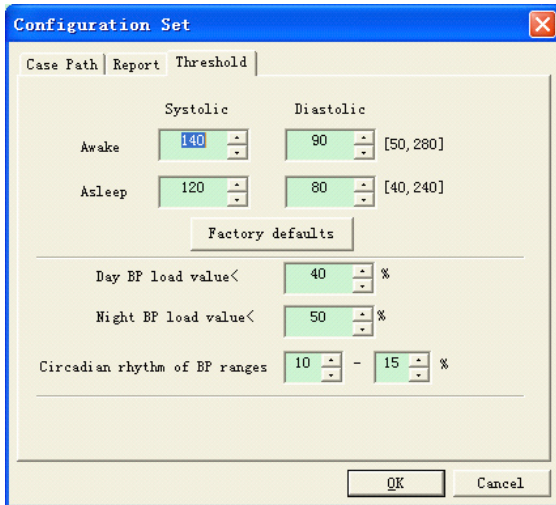 Configuration Set
Case Path Report Threshold
Systolic Diastolic
Awake 140 90 [50,280]
Asleep 120 80 [40,240]
Factory defaults
Day BP load value< 40 %
Night BP load value< 50 %
Circadian rhythm of BP ranges 10 - 15 %
OK Cancel